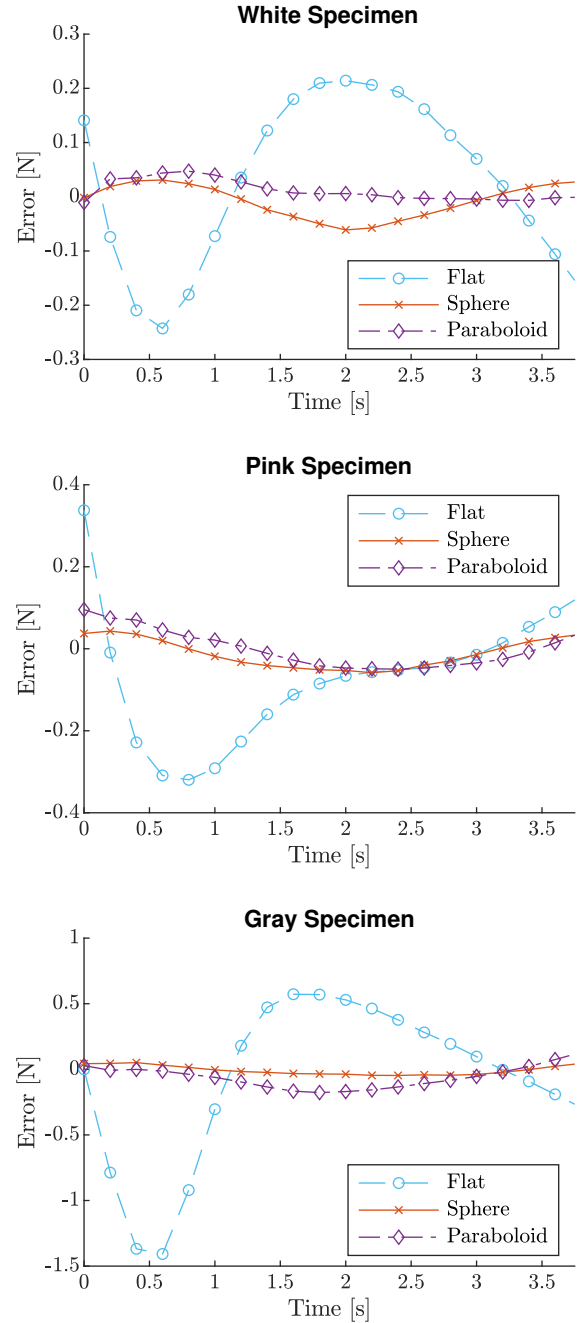 White Specimen
0.3
0.2
0.1
0
-0.1
-0.2
-0.3
Error [N]
Flat
Sphere
Paraboloid
0 0.5 1 1.5 2 2.5 3 3.5
Time [s]
Pink Specimen
0.4
0.2
0
-0.2
-0.4
Error [N]
Flat
Sphere
Paraboloid
0 0.5 1 1.5 2 2.5 3 3.5
Time [s]
Gray Specimen
1
0.5
0
-0.5
-1
-1.5
Error [N]
Flat
Sphere
Paraboloid
0 0.5 1 1.5 2 2.5 3 3.5
Time [s]